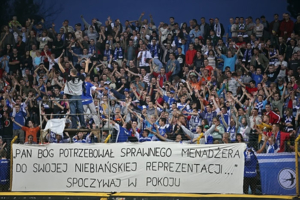 „PAN BÓG POTRZEBOWAŁ SPRAWNEGO MENADŻERA
DO SWOJEJ NIEBIAŃSKIEJ REPREZENTACJI..."
SPOCZYWAJ W POKOJU